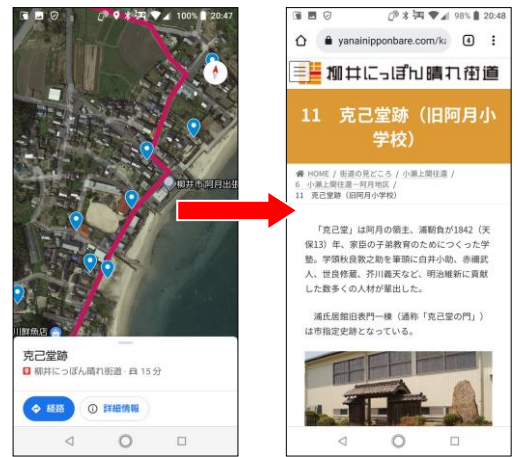 100% 20:47
柳井市 阿月出張
川鮮魚店
克己堂跡
柳井にっぽん晴れ街道・ 15 分
経路
詳細情報
98% 20:48
yanainipponbare.com/ka
4
柳井にっぽん晴れ街道
11 克己堂跡（旧阿月小
学校）
HOME / 街道の見どころ / 小瀬上関往還 /
6 小瀬上関往還ー阿月地区 /
11 克己堂跡（旧阿月小学校）
「克己堂」は阿月の領主、浦靱負が1842（天
保13）年、家臣の子弟教育のためにつくった学
塾。学頭秋良敦之助を筆頭に白井小助、赤禰武
人、世良修蔵、芥川義天など、明治維新に貢献
した数多くの人材が輩出した。
浦氏居館旧表門一棟（通称「克己堂の門」）
は市指定史跡となっている。